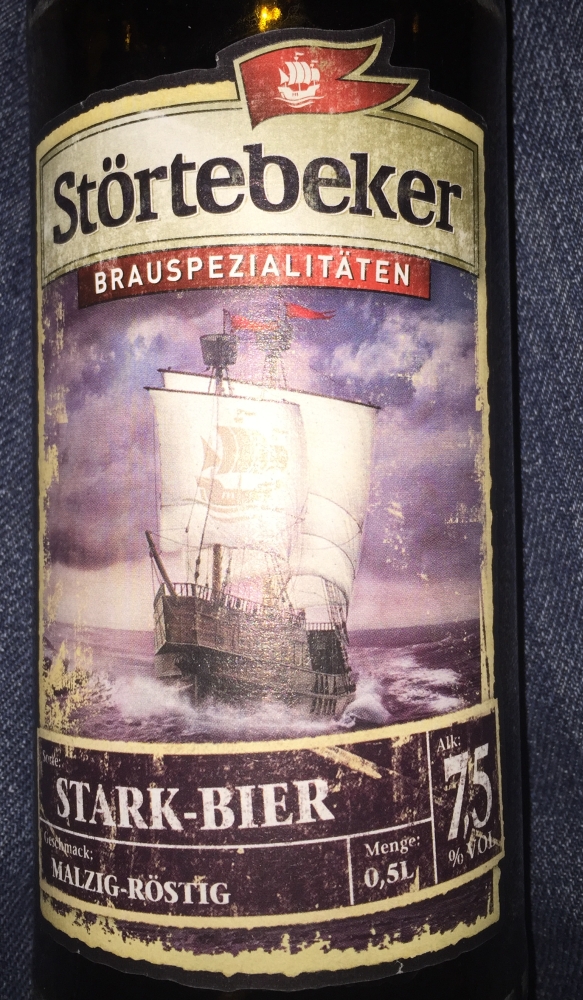 Störtebeker
BRAUSPEZIALITÄTEN
Sorte:
STARK-BIER
Geschmack:
MALZIG-RÖSTIG
Menge:
0,5L
Alk:
7,5
% VOL